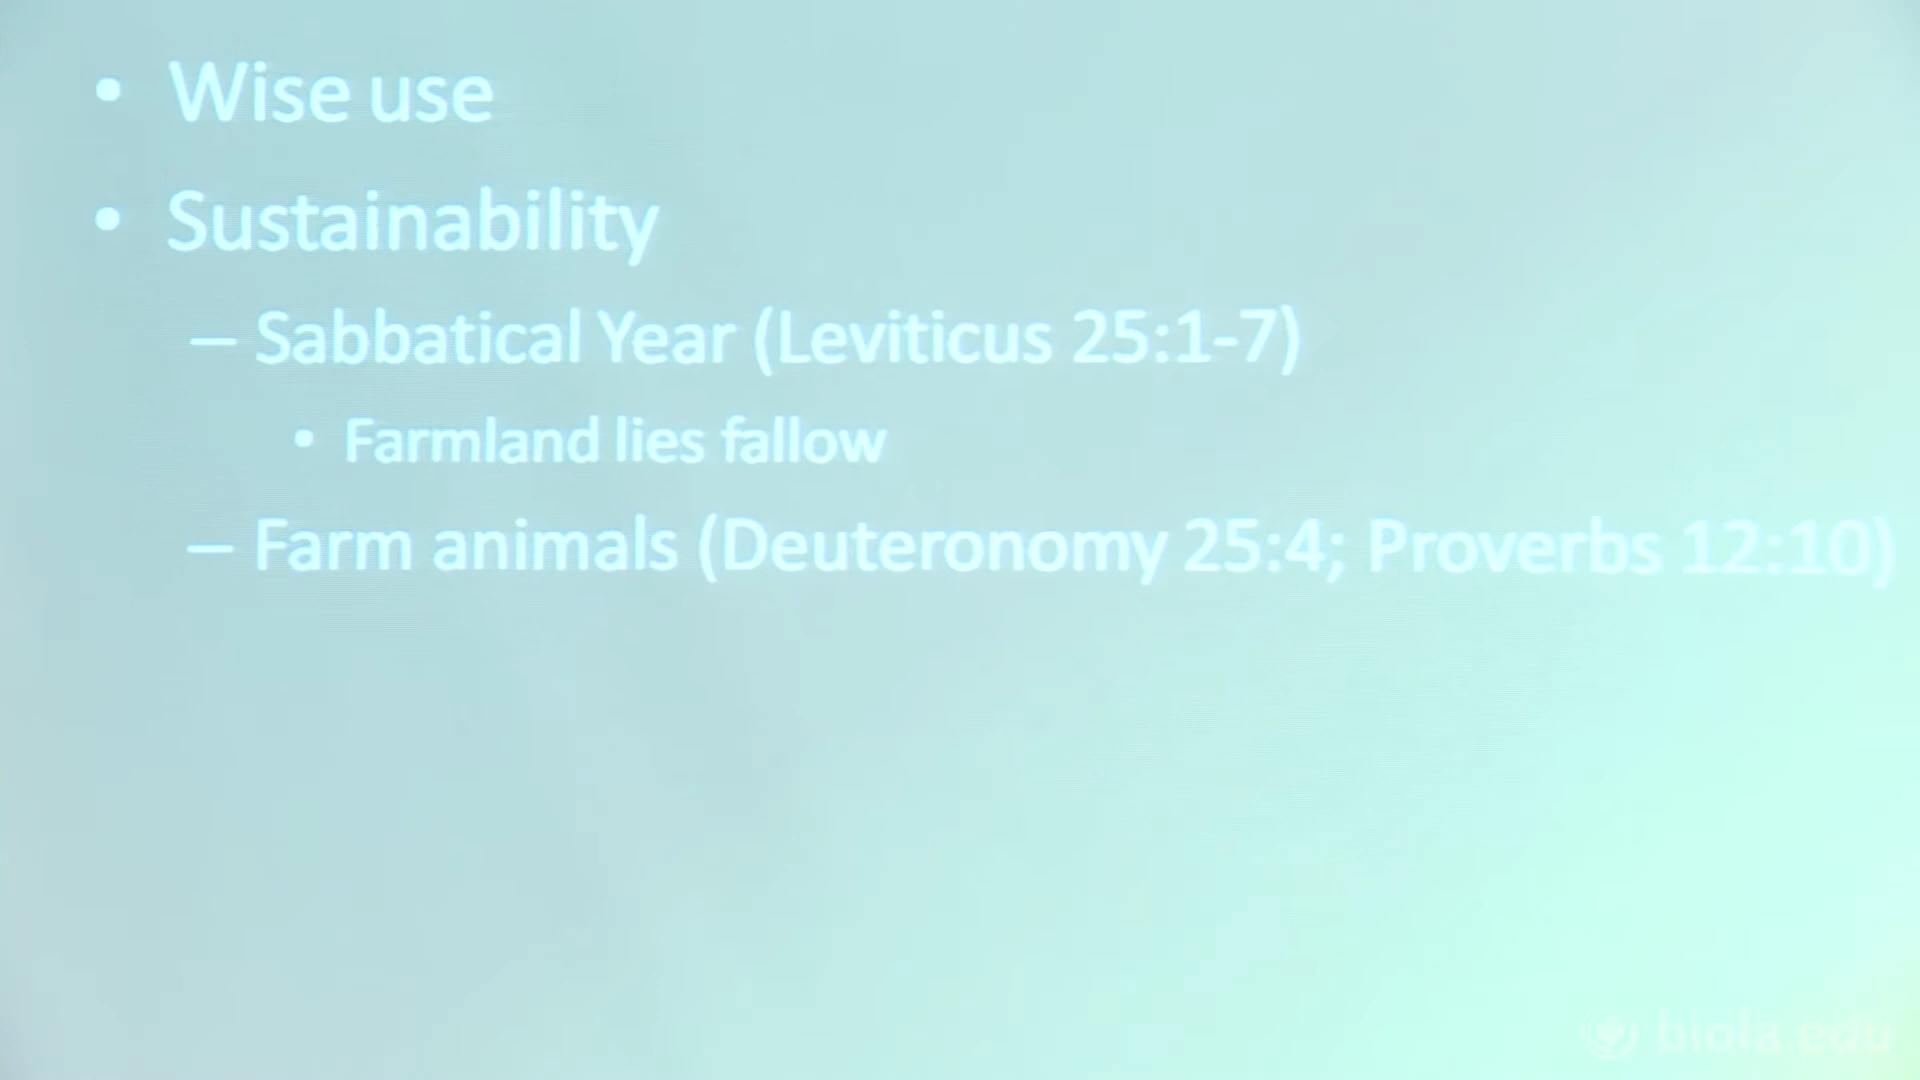 • Wise use
• Sustainability
– Sabbatical Year (Leviticus 25:1-7)
• Farmland lies fallow
– Farm animals (Deuteronomy 25:4; Proverbs 12:10)
biola.edu